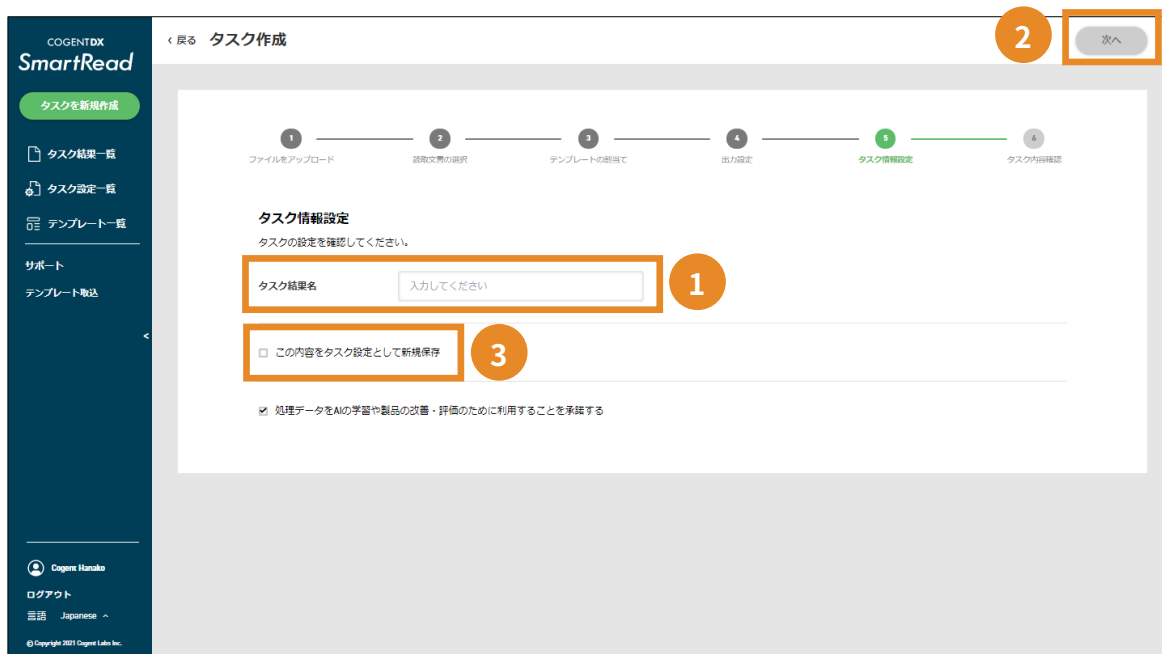 COGENTDX
SmartRead
タスクを新規作成
タスク結果一覧
タスク設定一覧
テンプレート一覧
サポート
テンプレート取込
<
Cogent Hanako
ログアウト
言語 Japanese
© Copyright 2021 Cogent Labs Inc.
< 戻る タスク作成
2
次へ
1 2 3 4 5 6
ファイルをアップロード 読取文書の選択 テンプレートの割当て 出力設定 タスク情報設定 タスク内容確認
タスク情報設定
タスクの設定を確認してください。
タスク結果名 入力してください
1
この内容をタスク設定として新規保存
3
処理データをAIの学習や製品の改善・評価のために利用することを承諾する